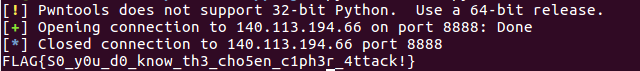 [!] Pwntools does not support 32-bit Python.  Use a 64-bit release.
[+] Opening connection to 140.113.194.66 on port 8888: Done
[*] Closed connection to 140.113.194.66 port 8888
FLAG{S0_y0u_d0_know_th3_cho5en_c1ph3r_4ttack!}